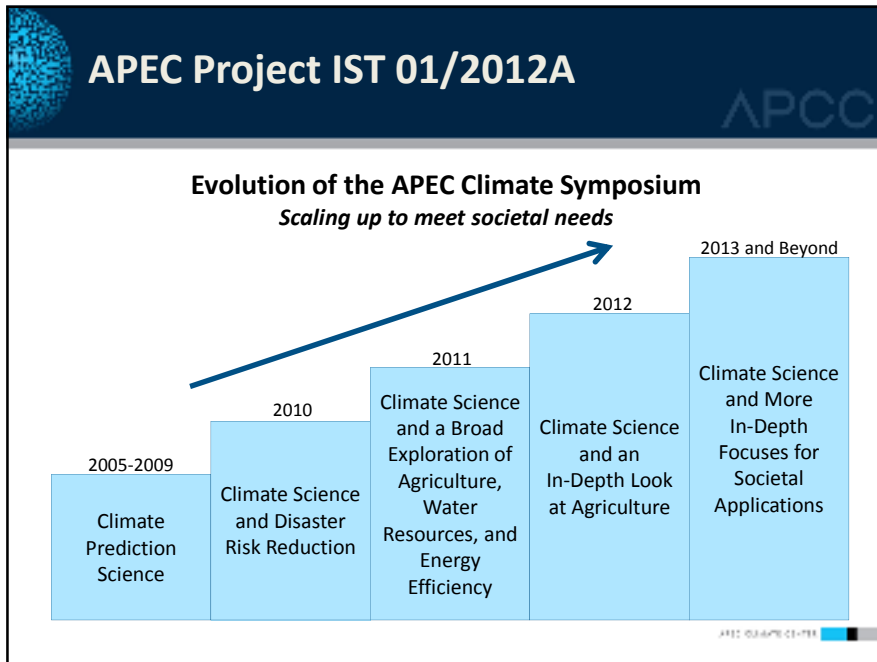 APEC Project IST 01/2012A
APCC
Evolution of the APEC Climate Symposium
Scaling up to meet societal needs
2005-2009
Climate
Prediction
Science
2010
Climate Science
and Disaster
Risk Reduction
2011
Climate Science
and a Broad
Exploration of
Agriculture,
Water
Resources, and
Energy
Efficiency
2012
Climate Science
and an
In-Depth Look
at Agriculture
2013 and Beyond
Climate Science
and More
In-Depth
Focuses for
Societal
Applications
APEC CLIMATE CENTER